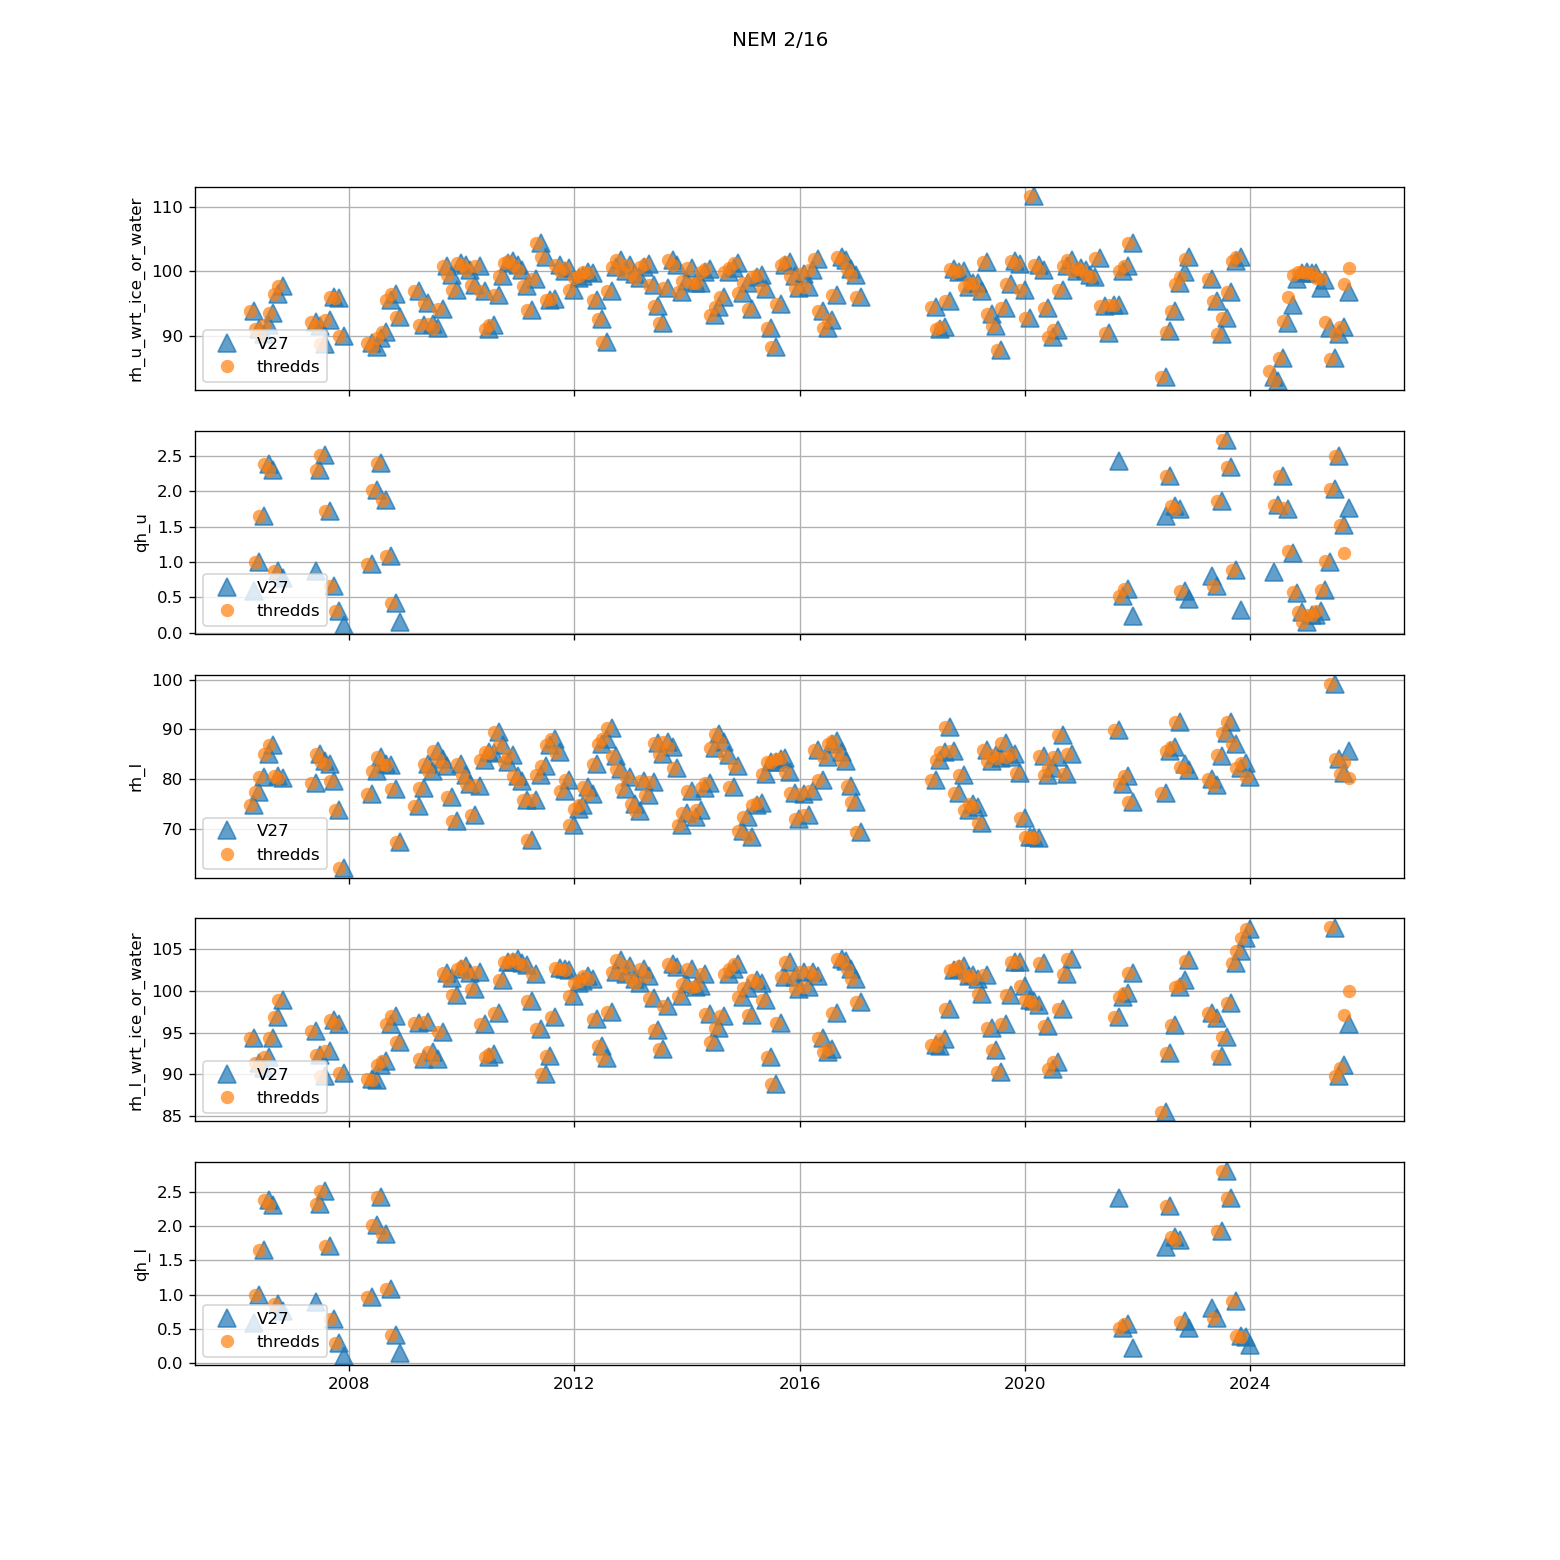 NEM 2/16
rh_u_wrt_ice_or_water
110
100
90
V27
thredds
qh_u
2.5
2.0
1.5
1.0
0.5
0.0
V27
thredds
rh_l
100
90
80
70
V27
thredds
rh_l_wrt_ice_or_water
105
100
95
90
85
V27
thredds
qh_l
2.5
2.0
1.5
1.0
0.5
0.0
V27
thredds
2008 2012 2016 2020 2024